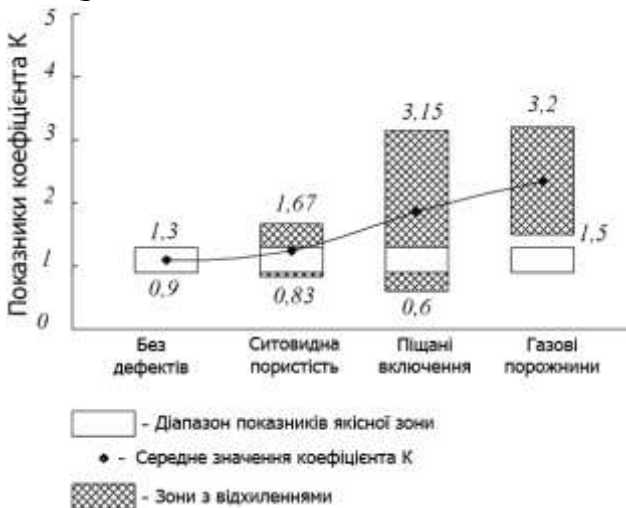 Показники коефіцієнта К
5
4
3
2
1
0
1,3
0,9
1,67
0,83
3,15
0,6
3,2
1,5
Без дефектів
Ситовидна пористість
Піщані включення
Газові порожнини
- Діапазон показників якісної зони
- Середне значення коефіцієнта К
- Зони з відхиленнями